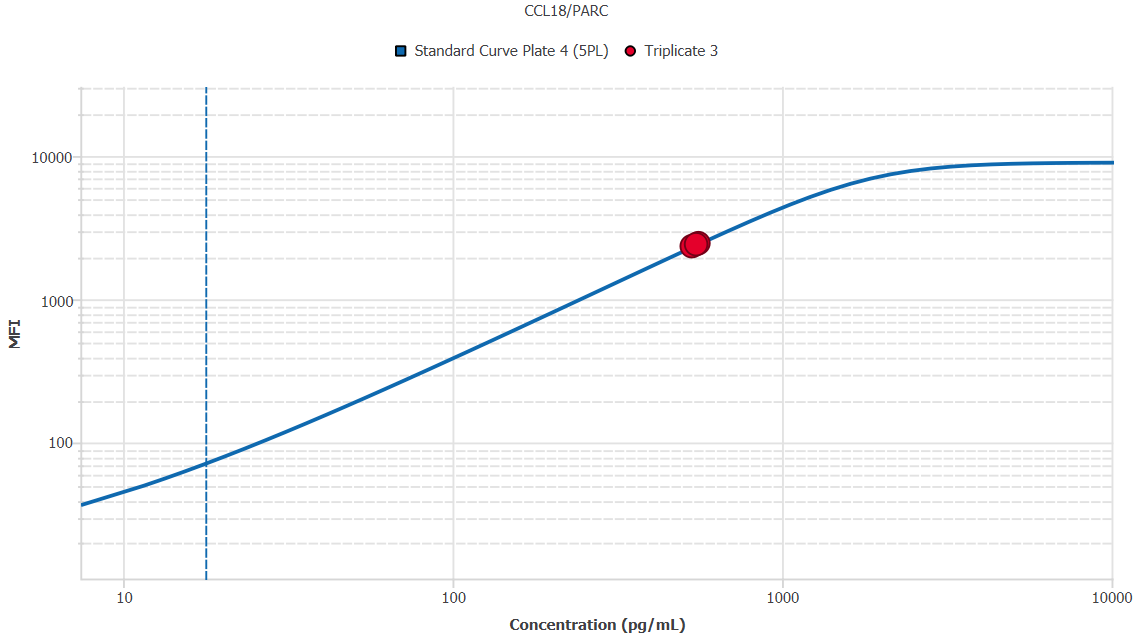 CCL18/PARC
Standard Curve Plate 4 (5PL) Triplicate 3
10000
1000
100
MFI
10 100 1000 10000
Concentration (pg/mL)